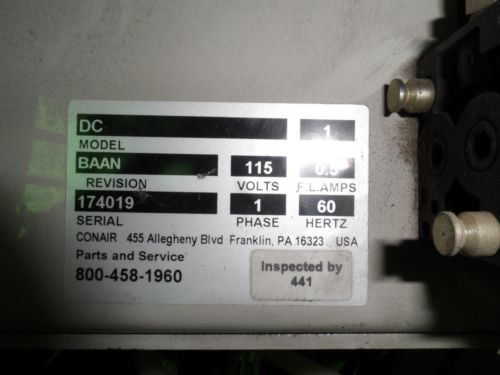 DC 1
MODEL
BAAN 115 0.5
REVISION VOLTS F.L.AMPS
174019 1 60
SERIAL PHASE HERTZ
CONAIR 455 Allegheny Blvd Franklin, PA 16323 USA
Parts and Service
800-458-1960
Inspected by
441